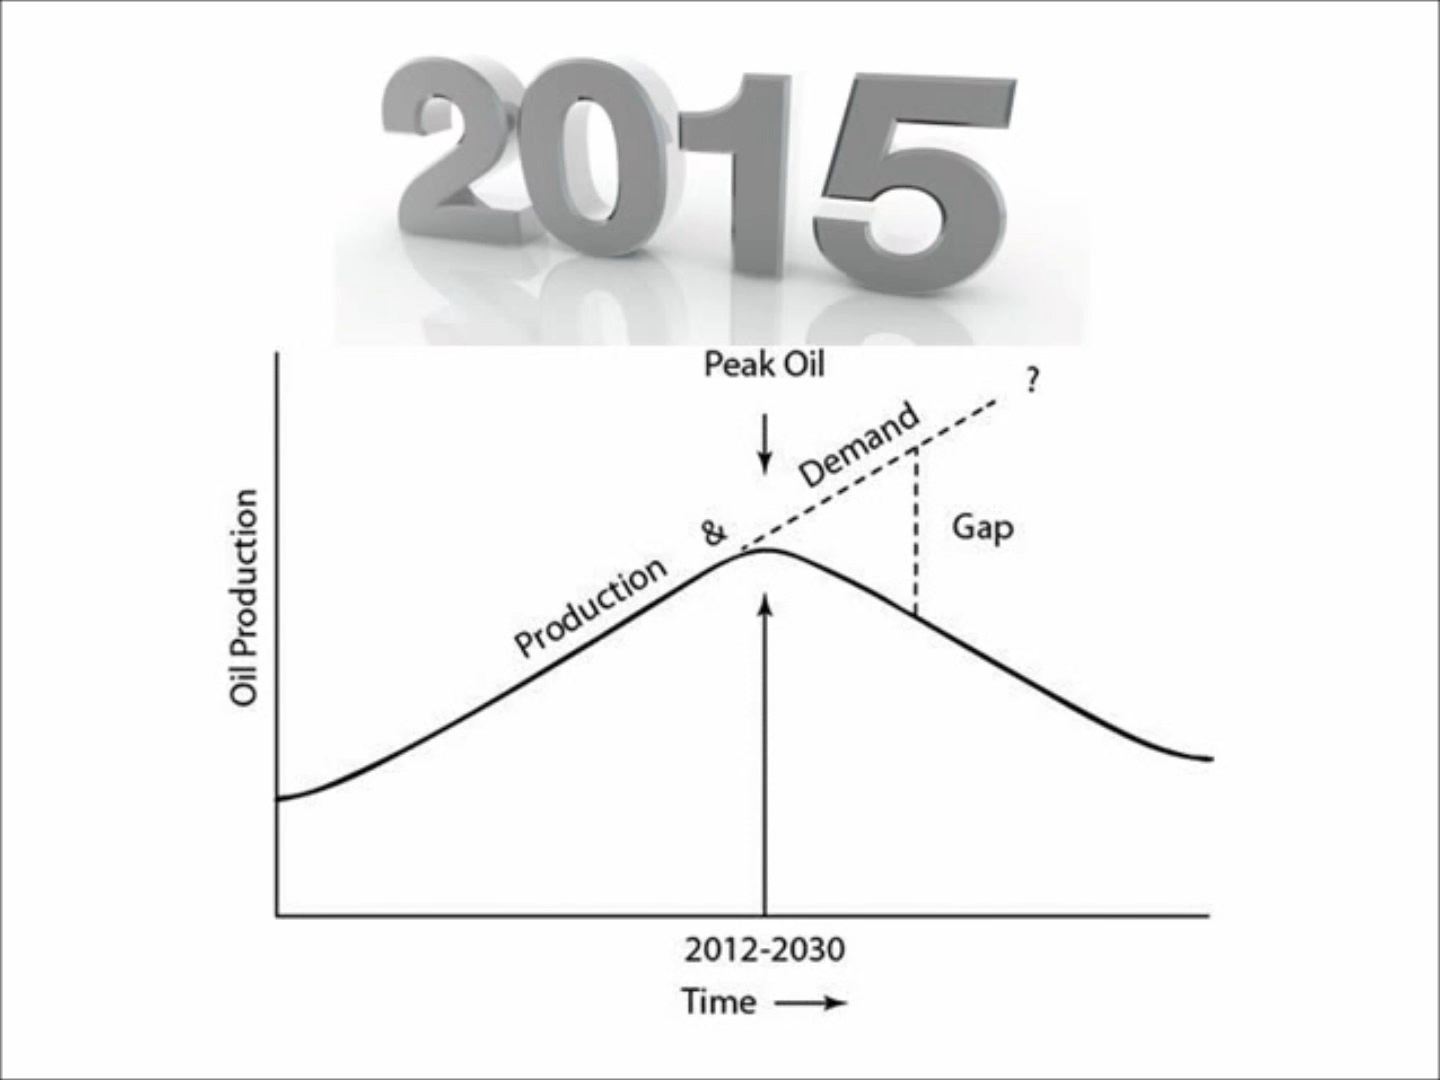 2015
Peak Oil
?
Demand
&
Gap
Production
Oil Production
2012-2030
Time